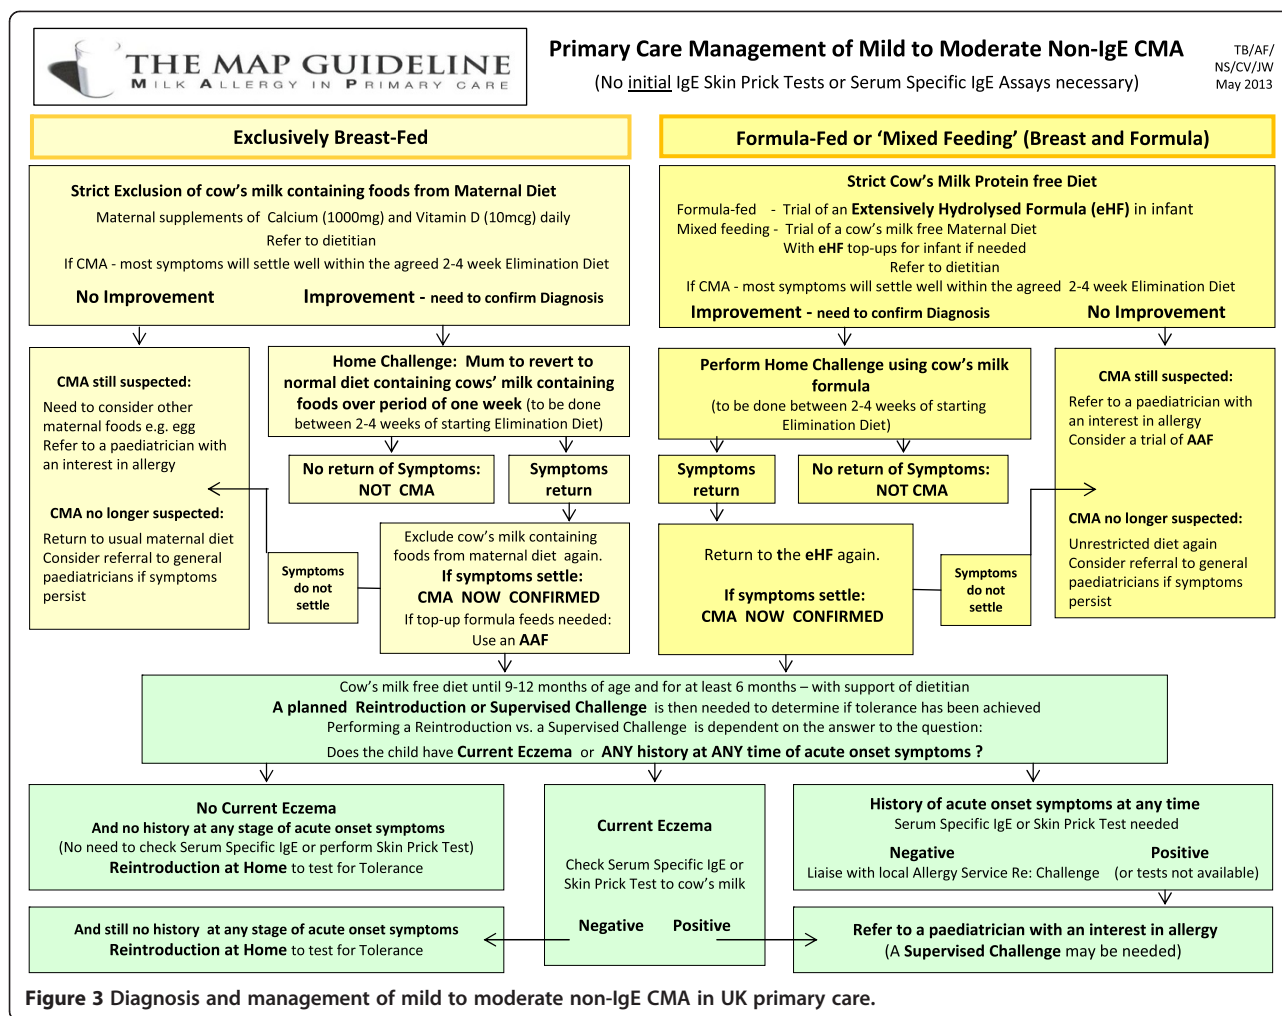 THE MAP GUIDELINE
MILK ALLERGY IN PRIMARY CARE
Primary Care Management of Mild to Moderate Non-IgE CMA
(No initial IgE Skin Prick Tests or Serum Specific IgE Assays necessary)
TB/AF/
NS/CV/JW
May 2013
Exclusively Breast-Fed
Strict Exclusion of cow's milk containing foods from Maternal Diet
Maternal supplements of Calcium (1000mg) and Vitamin D (10mcg) daily
Refer to dietitian
If CMA - most symptoms will settle well within the agreed 2-4 week Elimination Diet
No Improvement
Improvement - need to confirm Diagnosis
CMA still suspected:
Need to consider other
maternal foods e.g. egg
Refer to a paediatrician with
an interest in allergy
CMA no longer suspected:
Return to usual maternal diet
Consider referral to general
paediatricians if symptoms
persist
Home Challenge: Mum to revert to
normal diet containing cows' milk containing
foods over period of one week (to be done
between 2-4 weeks of starting Elimination Diet)
No return of Symptoms:
NOT CMA
Symptoms
return
Symptoms
do not
settle
Exclude cow's milk containing
foods from maternal diet again.
If symptoms settle:
CMA NOW CONFIRMED
If top-up formula feeds needed:
Use an AAF
Formula-Fed or 'Mixed Feeding' (Breast and Formula)
Strict Cow's Milk Protein free Diet
Formula-fed - Trial of an Extensively Hydrolysed Formula (eHF) in infant
Mixed feeding - Trial of a cow's milk free Maternal Diet
With eHF top-ups for infant if needed
Refer to dietitian
If CMA - most symptoms will settle well within the agreed 2-4 week Elimination Diet
Improvement - need to confirm Diagnosis
No Improvement
Perform Home Challenge using cow's milk
formula
(to be done between 2-4 weeks of starting
Elimination Diet)
Symptoms
return
No return of Symptoms:
NOT CMA
Return to the eHF again.
If symptoms settle:
CMA NOW CONFIRMED
Symptoms
do not
settle
CMA still suspected:
Refer to a paediatrician with
an interest in allergy
Consider a trial of AAF
CMA no longer suspected:
Unrestricted diet again
Consider referral to general
paediatricians if symptoms
persist
Cow's milk free diet until 9-12 months of age and for at least 6 months – with support of dietitian
A planned Reintroduction or Supervised Challenge is then needed to determine if tolerance has been achieved
Performing a Reintroduction vs. a Supervised Challenge is dependent on the answer to the question:
Does the child have Current Eczema or ANY history at ANY time of acute onset symptoms ?
No Current Eczema
And no history at any stage of acute onset symptoms
(No need to check Serum Specific IgE or perform Skin Prick Test)
Reintroduction at Home to test for Tolerance
And still no history at any stage of acute onset symptoms
Reintroduction at Home to test for Tolerance
Current Eczema
Check Serum Specific IgE or
Skin Prick Test to cow's milk
Negative Positive
History of acute onset symptoms at any time
Serum Specific IgE or Skin Prick Test needed
Negative Positive
Liaise with local Allergy Service Re: Challenge (or tests not available)
Refer to a paediatrician with an interest in allergy
(A Supervised Challenge may be needed)
Figure 3 Diagnosis and management of mild to moderate non-IgE CMA in UK primary care.